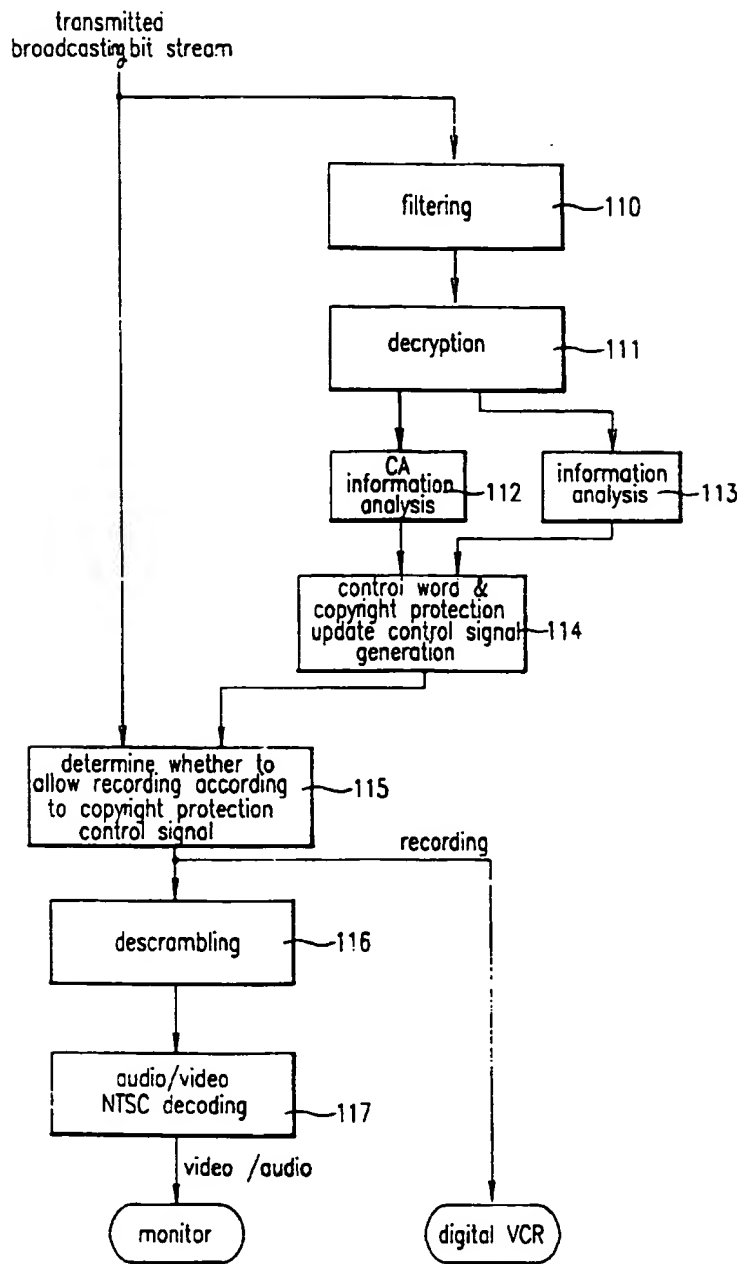 transmitted
broadcasting bit stream
filtering
110
decryption
111
CA
information
analysis
112
information
analysis
113
control word &
copyright protection
update control signal
generation
114
determine whether to
allow recording according
to copyright protection
control signal
115
recording
descrambling
116
audio/video
NTSC decoding
117
video /audio
monitor
digital VCR